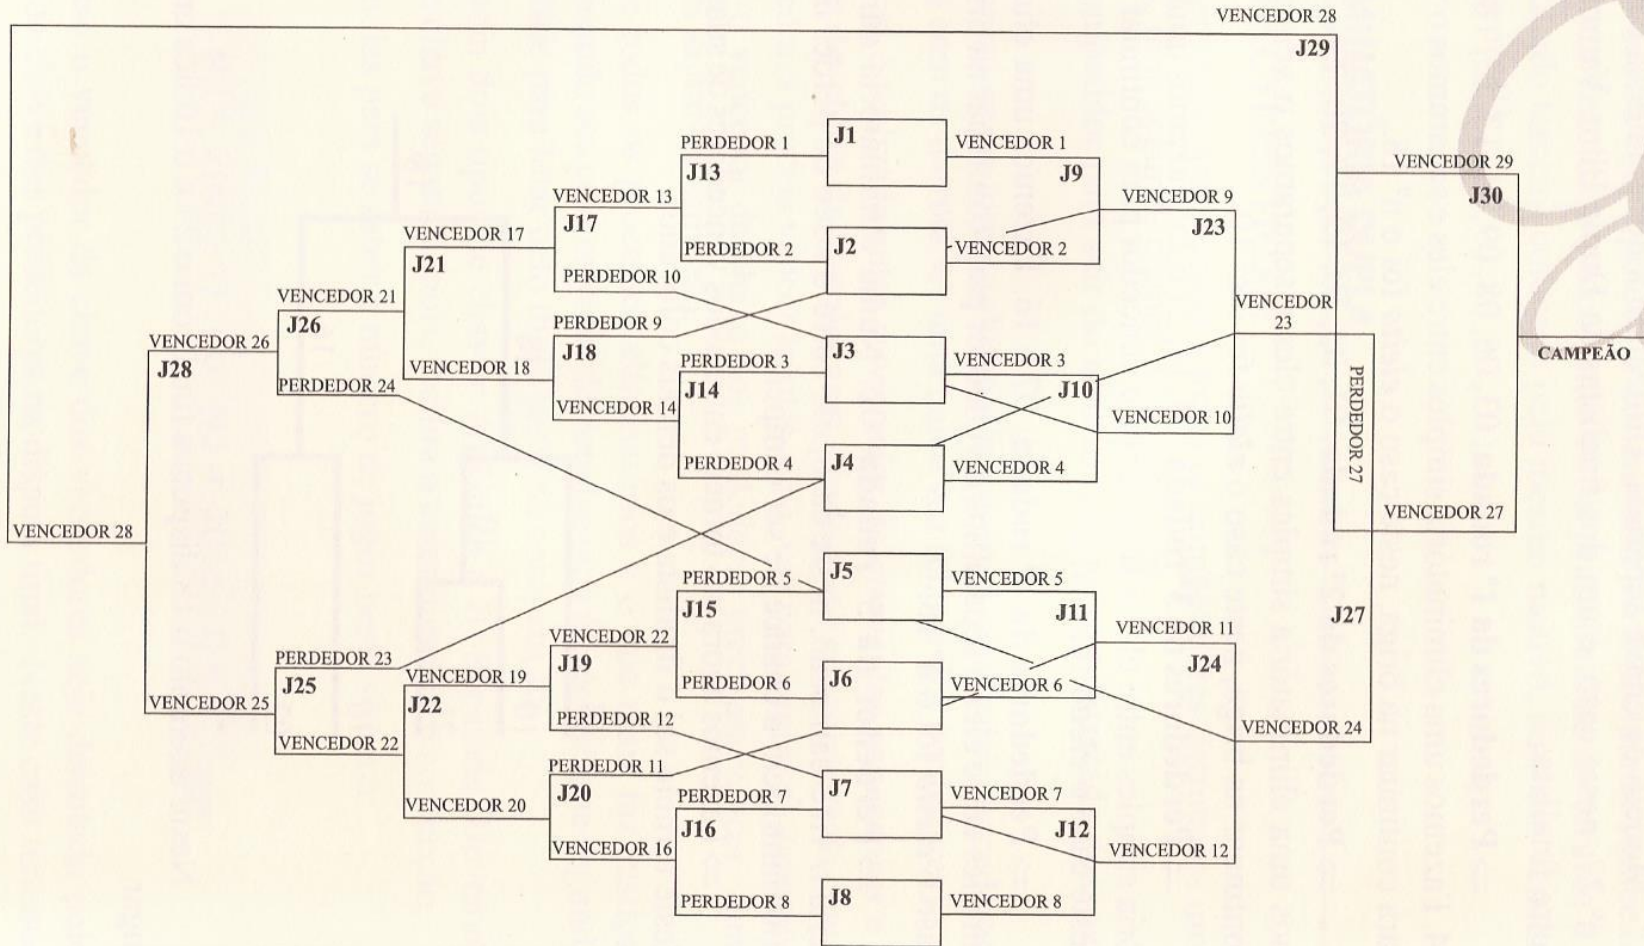 VENCEDOR 28
J29
J1
PERDEDOR 1
VENCEDOR 1
VENCEDOR 29
J13
J9
J30
VENCEDOR 13
VENCEDOR 9
J17
J23
VENCEDOR 17
PERDEDOR 2
J2
VENCEDOR 2
J21
PERDEDOR 10
VENCEDOR 21
VENCEDOR
23
J26
PERDEDOR 9
VENCEDOR 26
J18
J3
CAMPEÃO
J28
VENCEDOR 18
PERDEDOR 3
VENCEDOR 3
PERDEDOR 24
J14
J10
VENCEDOR 14
VENCEDOR 10
PERDEDOR 27
PERDEDOR 4
J4
VENCEDOR 4
VENCEDOR 28
VENCEDOR 27
PERDEDOR 5
J5
VENCEDOR 5
J15
J11
J27
VENCEDOR 22
VENCEDOR 11
PERDEDOR 23
J19
J24
VENCEDOR 19
J25
PERDEDOR 6
J6
VENCEDOR 6
VENCEDOR 25
J22
PERDEDOR 12
VENCEDOR 24
VENCEDOR 22
PERDEDOR 11
J20
PERDEDOR 7
J7
VENCEDOR 7
VENCEDOR 20
J16
J12
VENCEDOR 16
VENCEDOR 12
PERDEDOR 8
J8
VENCEDOR 8